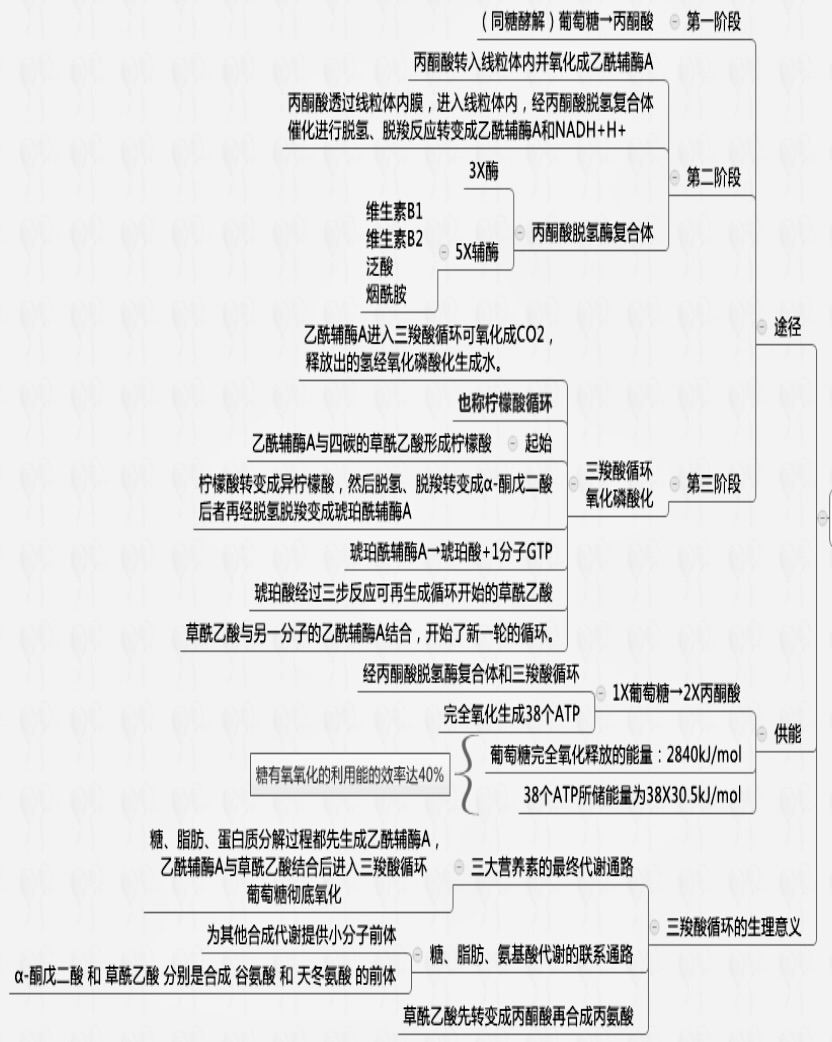 （同糖酵解）葡萄糖→丙酮酸
第一阶段
丙酮酸转入线粒体内并氧化成乙酰辅酶A
丙酮酸透过线粒体内膜，进入线粒体内，经丙酮酸脱氢复合体
催化进行脱氢、脱羧反应转变成乙酰辅酶A和NADH+H+
第二阶段
3X酶
维生素B1
维生素B2
泛酸
烟酰胺
5X辅酶
丙酮酸脱氢酶复合体
途径
乙酰辅酶A进入三羧酸循环可氧化成CO2，
释放出的氢经氧化磷酸化生成水。
也称柠檬酸循环
乙酰辅酶A与四碳的草酰乙酸形成柠檬酸
起始
柠檬酸转变成异柠檬酸，然后脱氢、脱羧转变成α-酮戊二酸
后者再经脱氢脱羧变成琥珀酰辅酶A
三羧酸循环
氧化磷酸化
第三阶段
琥珀酰辅酶A→琥珀酸+1分子GTP
琥珀酸经过三步反应可再生成循环开始的草酰乙酸
草酰乙酸与另一分子的乙酰辅酶A结合，开始了新一轮的循环。
经丙酮酸脱氢酶复合体和三羧酸循环
1X葡萄糖→2X丙酮酸
完全氧化生成38个ATP
供能
葡萄糖完全氧化释放的能量：2840kJ/mol
糖有氧氧化的利用能的效率达40%
38个ATP所储能量为38X30.5kJ/mol
糖、脂肪、蛋白质分解过程都先生成乙酰辅酶A，
乙酰辅酶A与草酰乙酸结合后进入三羧酸循环
葡萄糖彻底氧化
三大营养素的最终代谢通路
三羧酸循环的生理意义
为其他合成代谢提供小分子前体
糖、脂肪、氨基酸代谢的联系通路
α-酮戊二酸 和 草酰乙酸 分别是合成 谷氨酸 和 天冬氨酸 的前体
草酰乙酸先转变成丙酮酸再合成丙氨酸